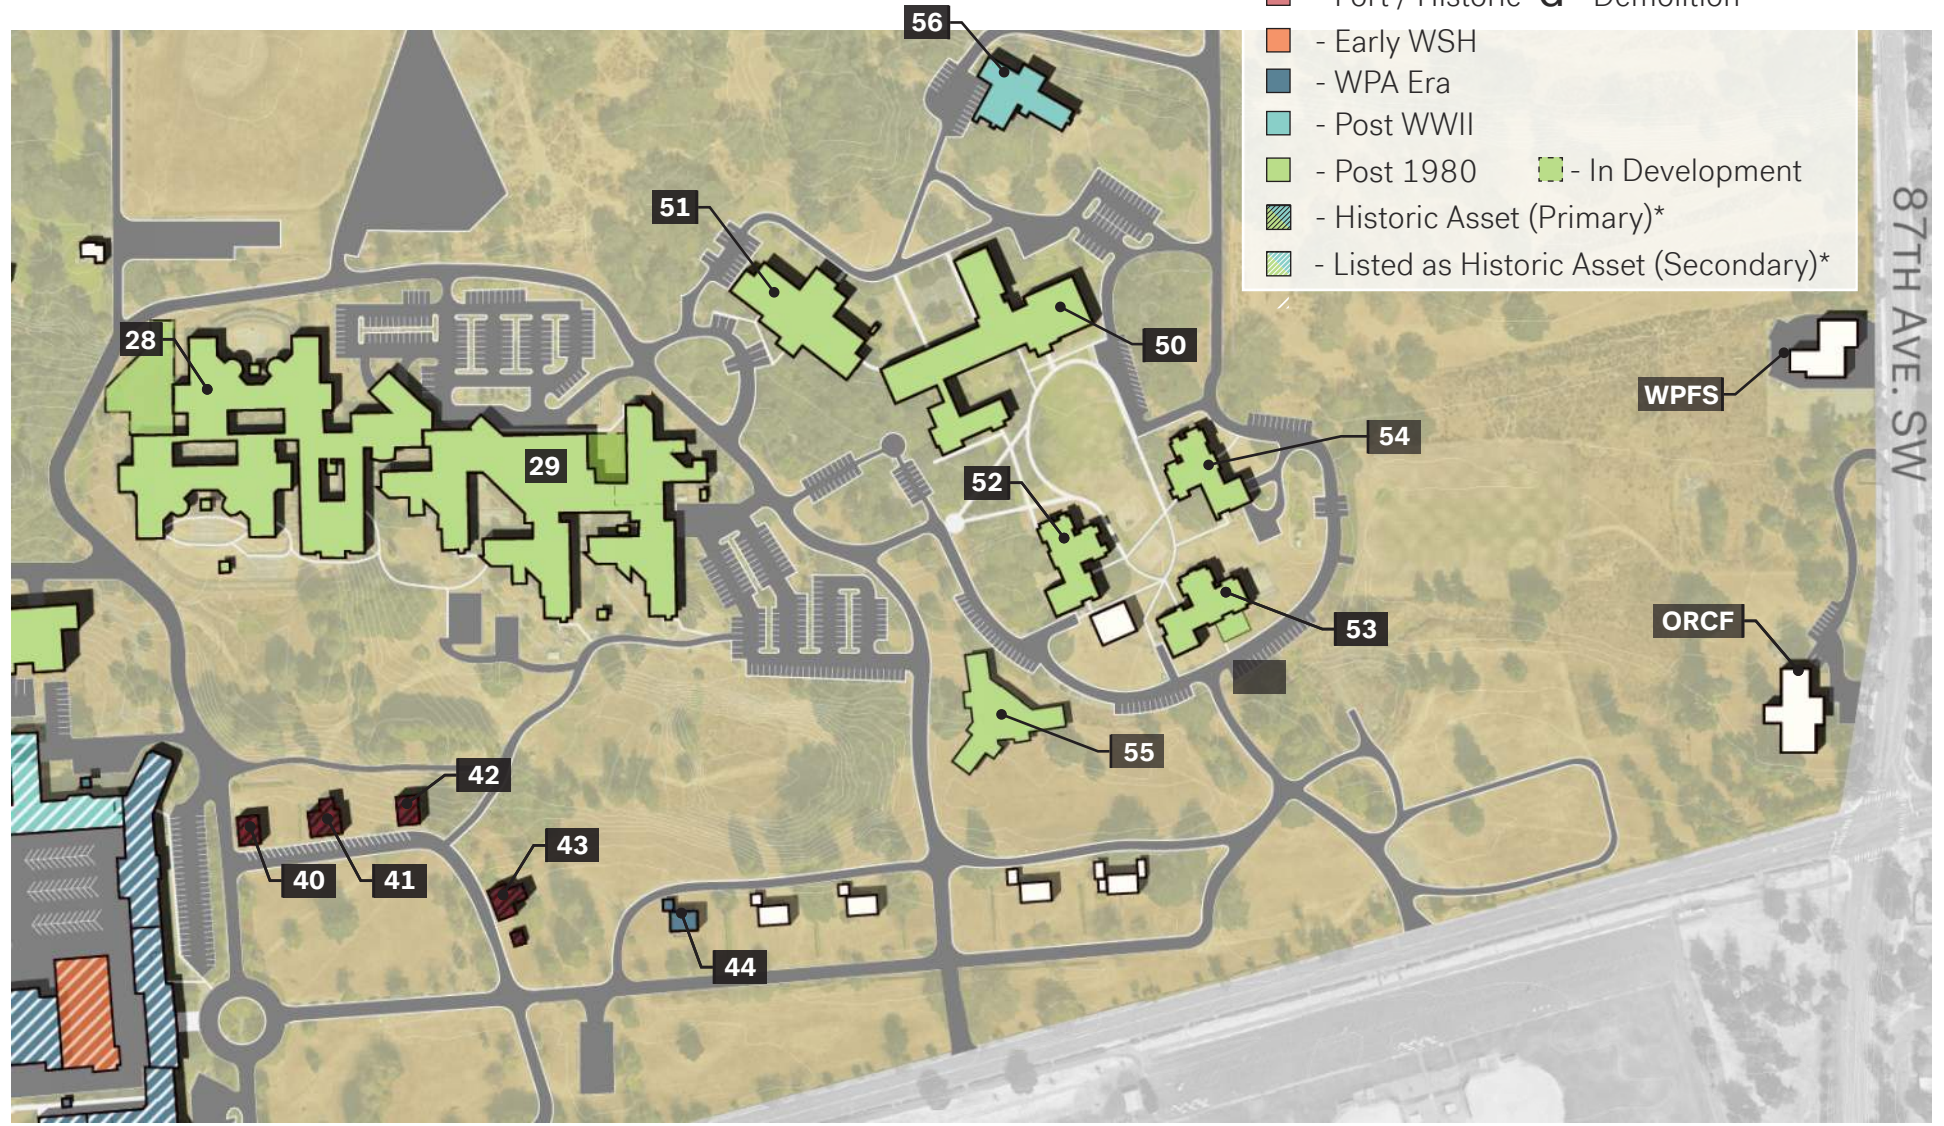 - Early WSH
- WPA Era
- Post WWII
- Post 1980
- In Development
- Historic Asset (Primary)*
- Listed as Historic Asset (Secondary)*
87TH AVE. SW
56
51
28
50
WPFS
54
29
52
ORCF
53
55
42
43
40
41
44